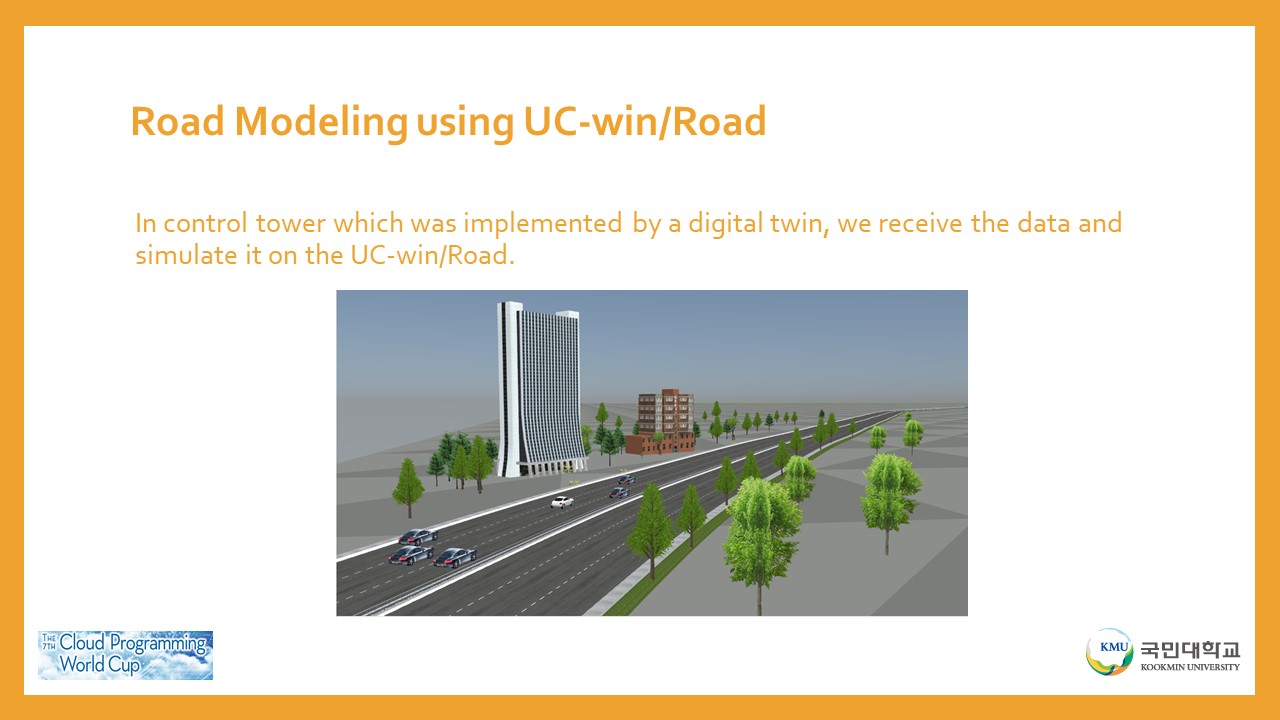 Road Modeling using UC-win/Road
In control tower which was implemented by a digital twin, we receive the data and
simulate it on the UC-win/Road.
THE 7TH Cloud Programming
World Cup
KMU 국민대학교
KOOKMIN UNIVERSITY